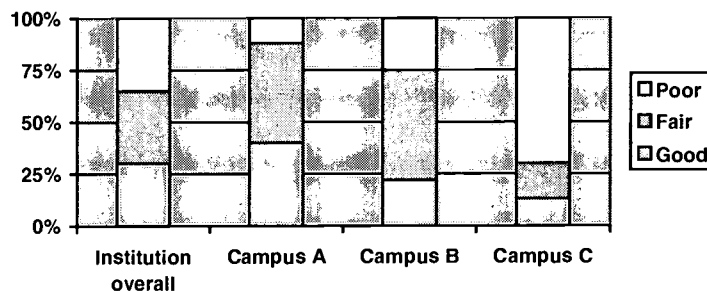 100%
75%
50%
25%
0%
Institution overall
Campus A
Campus B
Campus C
Poor
Fair
Good